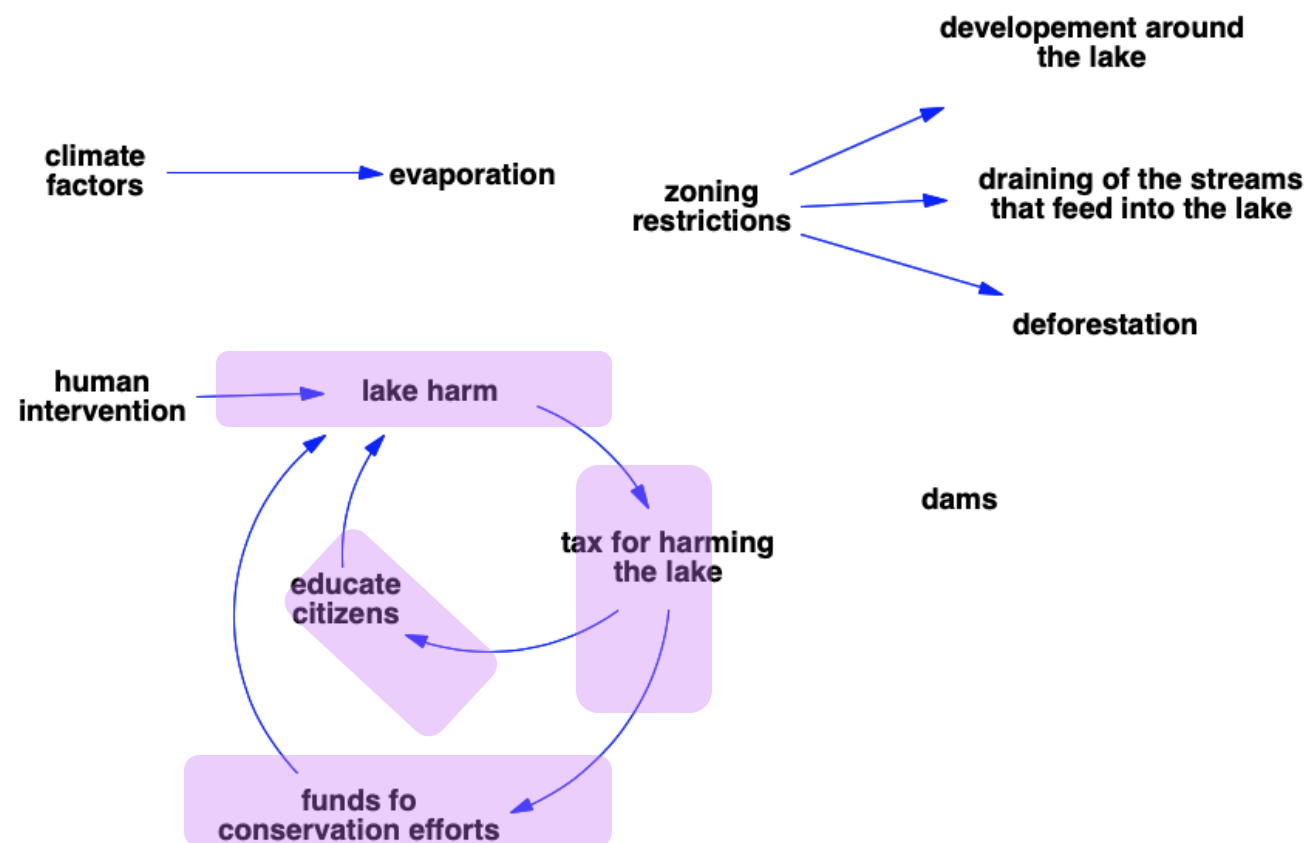 developement around
the lake
climate
factors
evaporation
zoning
restrictions
draining of the streams
that feed into the lake
deforestation
human
intervention
lake harm
dams
tax for harming
the lake
educate
citizens
funds fo
conservation efforts